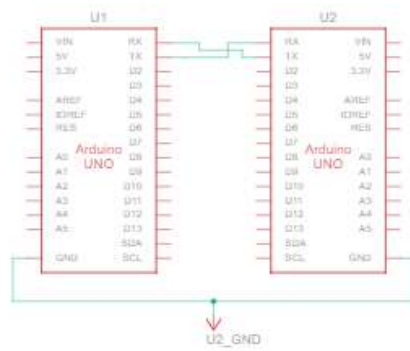 U1
VIN
5V
3.3V
AREF
IOREF
RES
A0
A1
A2
A3
A4
A5
GND
RX
TX
D2
D3
D4
D5
D6
D7
D8
D9
D10
D11
D12
D13
SDA
SCL
Arduino
UNO
U2
RX
TX
D2
D3
D4
D5
D6
D7
D8
D9
D10
D11
D12
D13
SDA
SCL
VIN
5V
3.3V
AREF
IOREF
RES
A0
A1
A2
A3
A4
A5
GND
Arduino
UNO
U2_GND